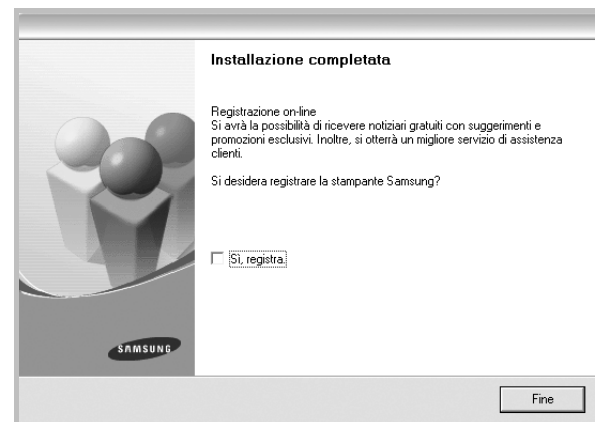 Installazione completata
Registrazione on-line
Si avrà la possibilità di ricevere notiziari gratuiti con suggerimenti e
promozioni esclusivi. Inoltre, si otterrà un migliore servizio di assistenza
clienti.
Si desidera registrare la stampante Samsung?
Sì, registra.
SAMSUNG
Fine